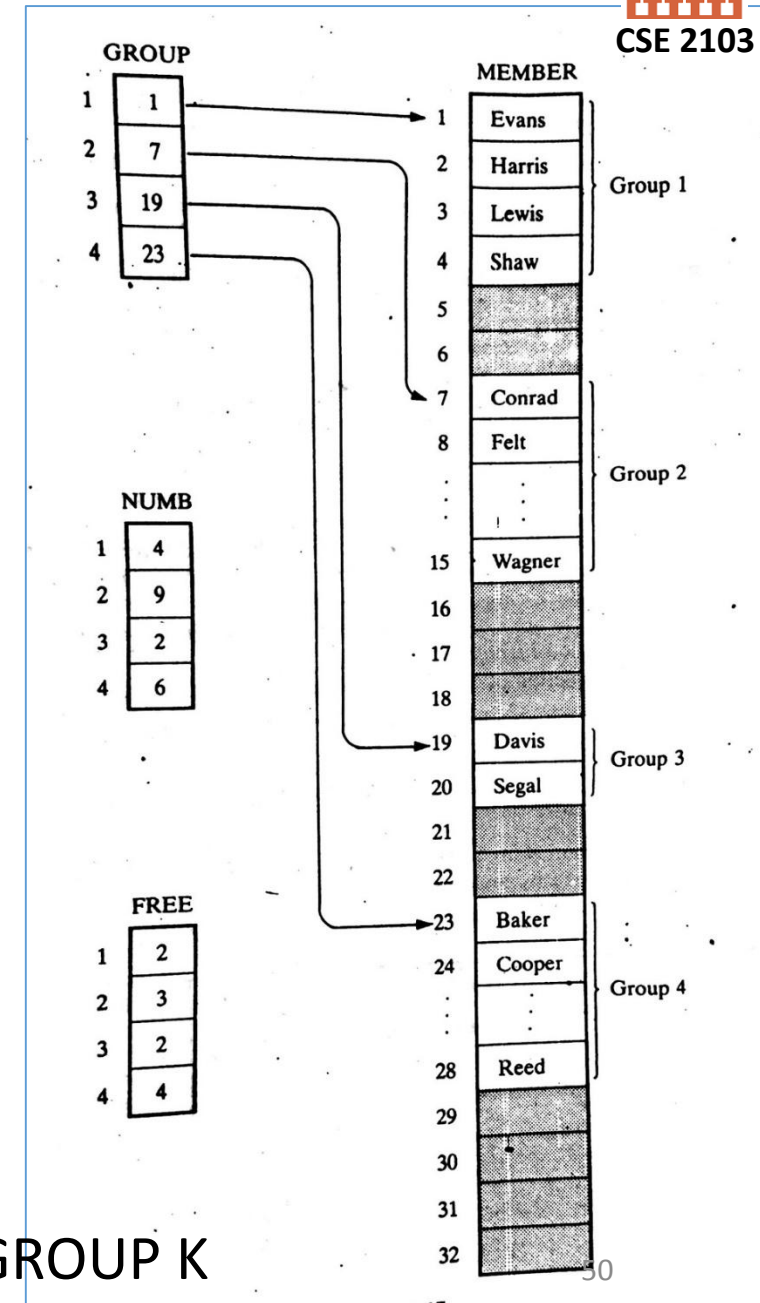 CSE 2103
GROUP
1 1
2 7
3 19
4 23
NUMB
1 4
2 9
3 2
4 6
FREE
1 2
2 3
3 2
4 4
MEMBER
1 Evans
2 Harris
3 Lewis
4 Shaw
Group 1
5
6
7 Conrad
8 Felt
Group 2
15 Wagner
16
17
18
19 Davis
20 Segal
Group 3
21
22
23 Baker
24 Cooper
Group 4
28 Reed
29
30
31
32
GROUP K
50